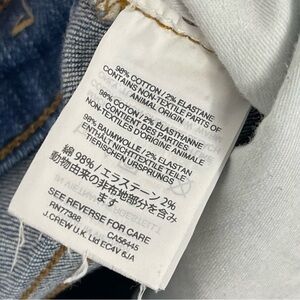 98% COTTON / 2% ELASTANE
CONTAINS NON-TEXTILE PARTS OF
ANIMAL ORIGIN
98% COTON / 2% ELASTHANNE
CONTIENT DES PARTIES
NON-TEXTILES D'ORIGINE ANIMALE
98% BAUMWOLLE / 2% ELASTAN
ENTHÄLT NICHTTEXTILE TEILE
TIERISCHEN URSPRUNGS
綿 98% / エラステーン 2%
動物由来の非布地部分を含み
ます
SEE REVERSE FOR CARE
RN77388 CA56445
J.CREW U.K. Ltd EC4V 6JA